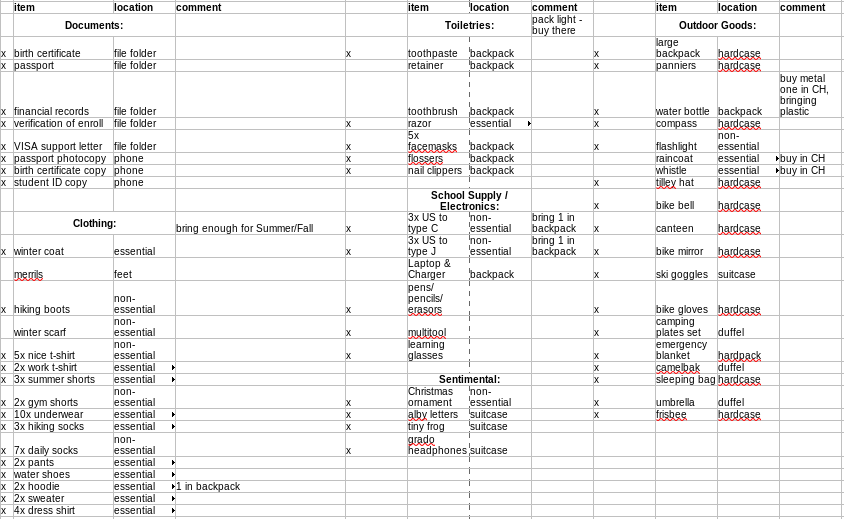 item location comment item location comment item location comment
Documents: Toiletries: pack light - buy there Outdoor Goods:
x birth certificate file folder x toothpaste backpack x large backpack hardcase
x passport file folder retainer backpack x panniers hardcase
x financial records file folder toothbrush backpack x water bottle backpack buy metal one in CH, bringing plastic
x verification of enroll file folder x razor essential x compass hardcase
x VISA support letter file folder x 5x facemasks backpack x flashlight non-essential
x passport photocopy phone x flossers backpack raincoat essential buy in CH
x birth certificate copy phone x nail clippers backpack whistle essential buy in CH
x student ID copy phone x tilley hat hardcase
School Supply / Electronics: x bike bell hardcase
Clothing: bring enough for Summer/Fall x 3x US to type C non-essential bring 1 in backpack x canteen hardcase
x winter coat essential x 3x US to type J non-essential bring 1 in backpack x bike mirror hardcase
merrils feet Laptop & Charger backpack x ski goggles suitcase
x hiking boots non-essential x pens/ pencils/ erasors x bike gloves hardcase
winter scarf non-essential x multitool x camping plates set duffel
x 5x nice t-shirt non-essential x learning glasses x emergency blanket hardpack
x 2x work t-shirt essential x camelbak duffel
x 3x summer shorts essential Sentimental: x sleeping bag hardcase
x 2x gym shorts non-essential Christmas ornament non-essential x umbrella duffel
x 10x underwear essential x alby letters suitcase x frisbee hardcase
x 3x hiking socks essential x tiny frog suitcase
x 7x daily socks non-essential x grado headphones suitcase
x 2x pants essential
x water shoes essential
x 2x hoodie essential 1 in backpack
x 2x sweater essential
x 4x dress shirt essential